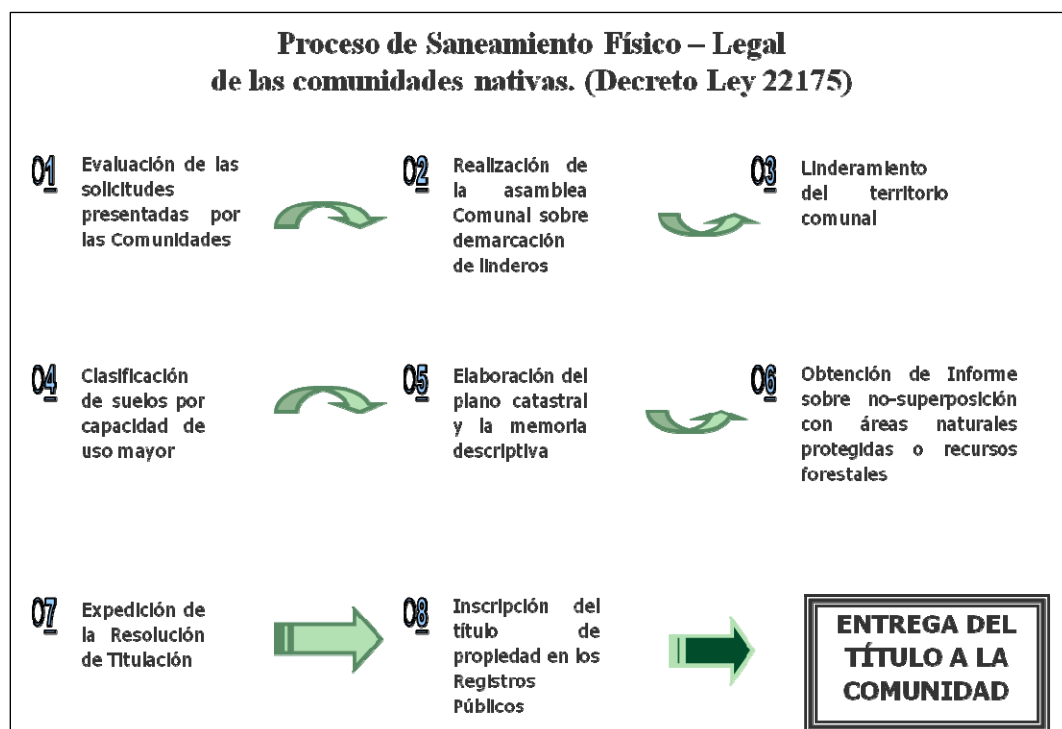 Proceso de Saneamiento Físico – Legal
de las comunidades nativas. (Decreto Ley 22175)
01
Evaluación de las
solicitudes
presentadas por
las Comunidades
02
Realización de
la asamblea
Comunal sobre
demarcación
de linderos
03
Linderamiento
del territorio
comunal
04
Clasificación
de suelos por
capacidad de
uso mayor
05
Elaboración del
plano catastral
y la memoria
descriptiva
06
Obtención de Informe
sobre no-superposición
con áreas naturales
protegidas o recursos
forestales
07
Expedición de
la Resolución
de Titulación
08
Inscripción del
título de
propiedad en los
Registros
Públicos
ENTREGA DEL
TÍTULO A LA
COMUNIDAD